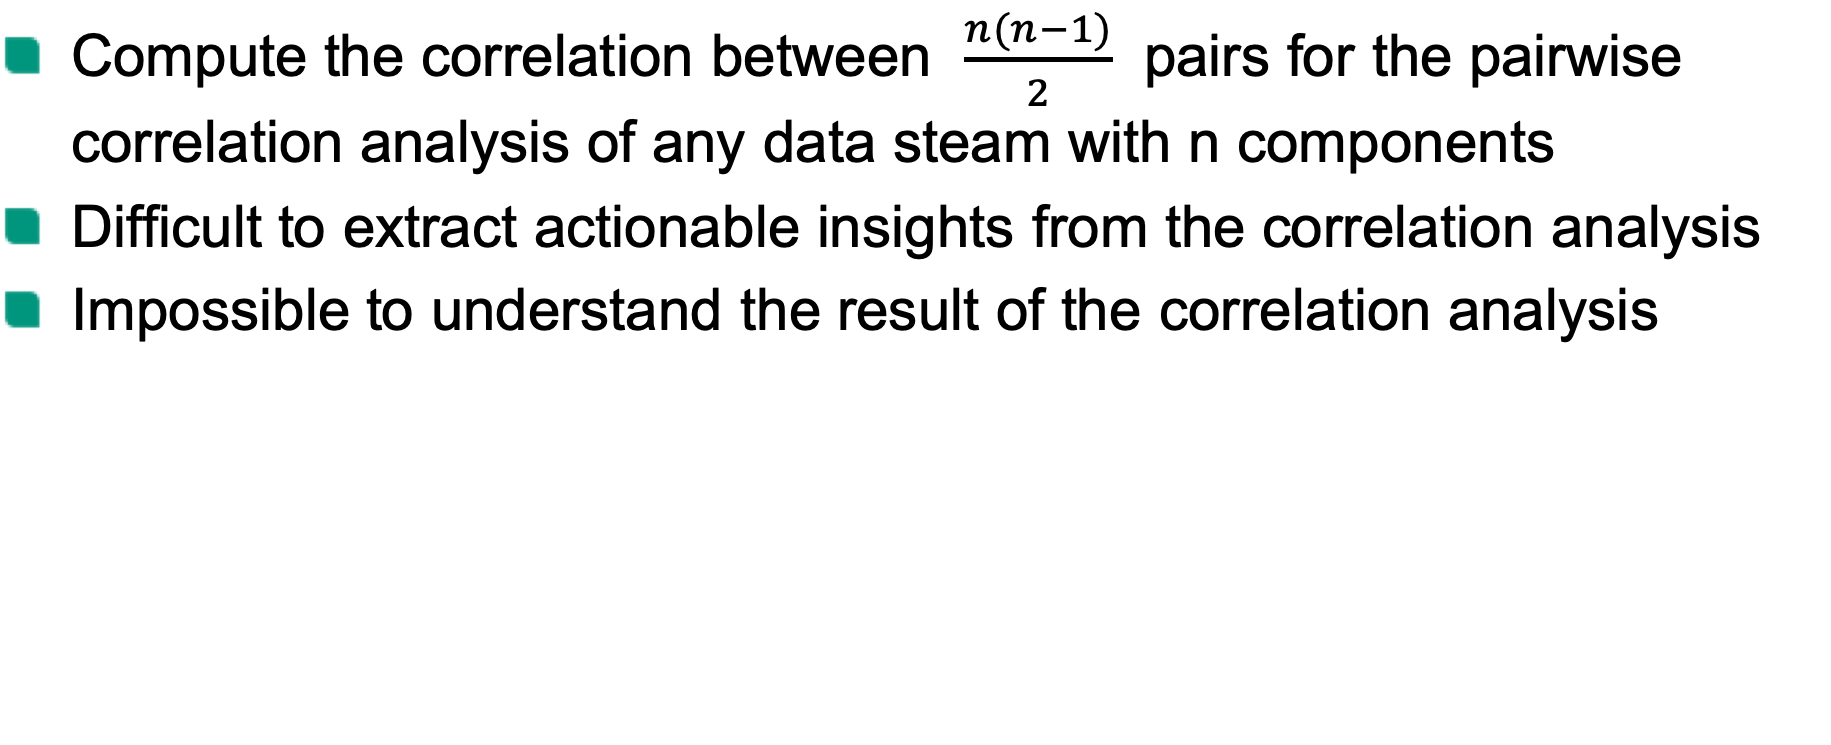 Compute the correlation between n(n−1)/2 pairs for the pairwise
correlation analysis of any data steam with n components
Difficult to extract actionable insights from the correlation analysis
Impossible to understand the result of the correlation analysis